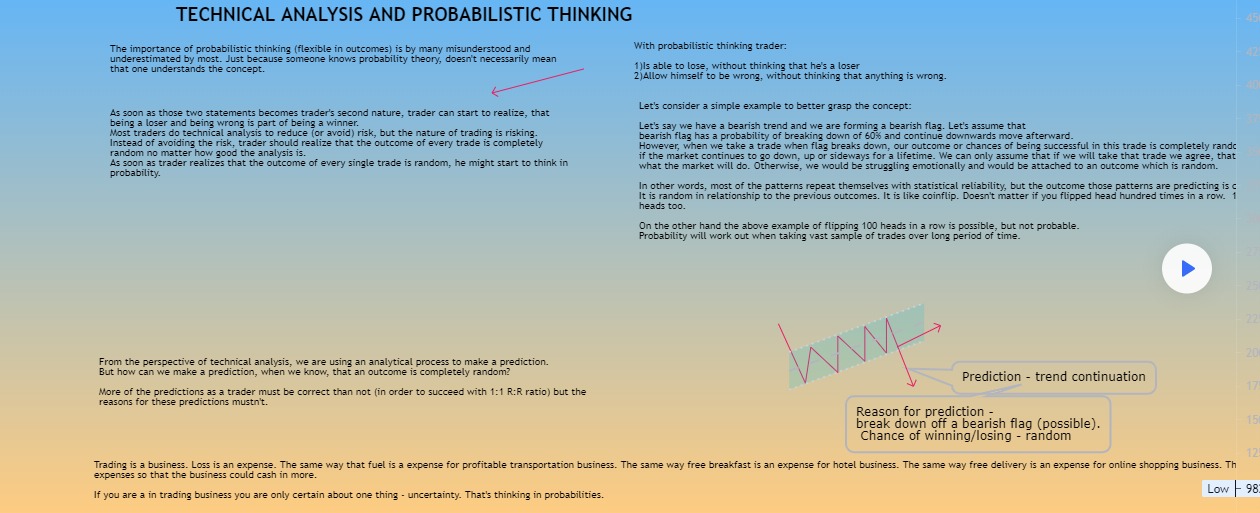 TECHNICAL ANALYSIS AND PROBABILISTIC THINKING
The importance of probabilistic thinking (flexible in outcomes) is by many misunderstood and
underestimated by most. Just because someone knows probability theory, doesn't necessarily mean
that one understands the concept.
With probabilistic thinking trader:
1)Is able to lose, without thinking that he's a loser
2)Allow himself to be wrong, without thinking that anything is wrong.
As soon as those two statements becomes trader's second nature, trader can start to realize, that
being a loser and being wrong is part of being a winner.
Most traders do technical analysis to reduce (or avoid) risk, but the nature of trading is risking.
Instead of avoiding the risk, trader should realize that the outcome of every trade is completely
random no matter how good the analysis is.
As soon as trader realizes that the outcome of every single trade is random, he might start to think in
probability.
Let's consider a simple example to better grasp the concept:
Let's say we have a bearish trend and we are forming a bearish flag. Let's assume that
bearish flag has a probability of breaking down of 60% and continue downwards move afterward.
However, when we take a trade when flag breaks down, our outcome or chances of being successful in this trade is completely
if the market continues to go down, up or sideways for a lifetime. We can only assume that if we will take that trade we agree, that
what the market will do. Otherwise, we would be struggling emotionally and would be attached to an outcome which is random.
In other words, most of the patterns repeat themselves with statistical reliability, but the outcome those patterns are predicting is
It is random in relationship to the previous outcomes. It is like coinflip. Doesn't matter if you flipped head hundred times in a row.
heads too.
On the other hand the above example of flipping 100 heads in a row is possible, but not probable.
Probability will work out when taking vast sample of trades over long period of time.
From the perspective of technical analysis, we are using an analytical process to make a prediction.
But how can we make a prediction, when we know, that an outcome is completely random?
More of the predictions as a trader must be correct than not (in order to succeed with 1:1 R:R ratio) but the
reasons for these predictions mustn't.
Prediction - trend continuation
Reason for prediction -
break down off a bearish flag (possible).
Chance of winning/losing - random
Trading is a business. Loss is an expense. The same way that fuel is a expense for profitable transportation business. The same way free breakfast is an expense for hotel business. The same way free delivery is an expense for online shopping business.
expenses so that the business could cash in more.
If you are a in trading business you are only certain about one thing - uncertainty. That's thinking in probabilities.
Low